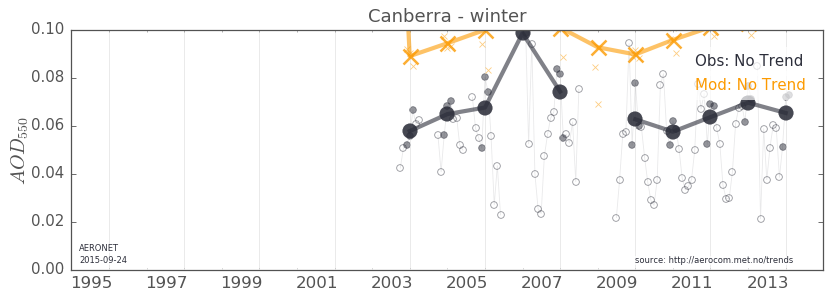 Canberra - winter
0.10
0.08
0.06
0.04
0.02
0.00
AOD550
Obs: No Trend
Mod: No Trend
AERONET
2015-09-24
source: http://aerocom.met.no/trends
1995 1997 1999 2001 2003 2005 2007 2009 2011 2013